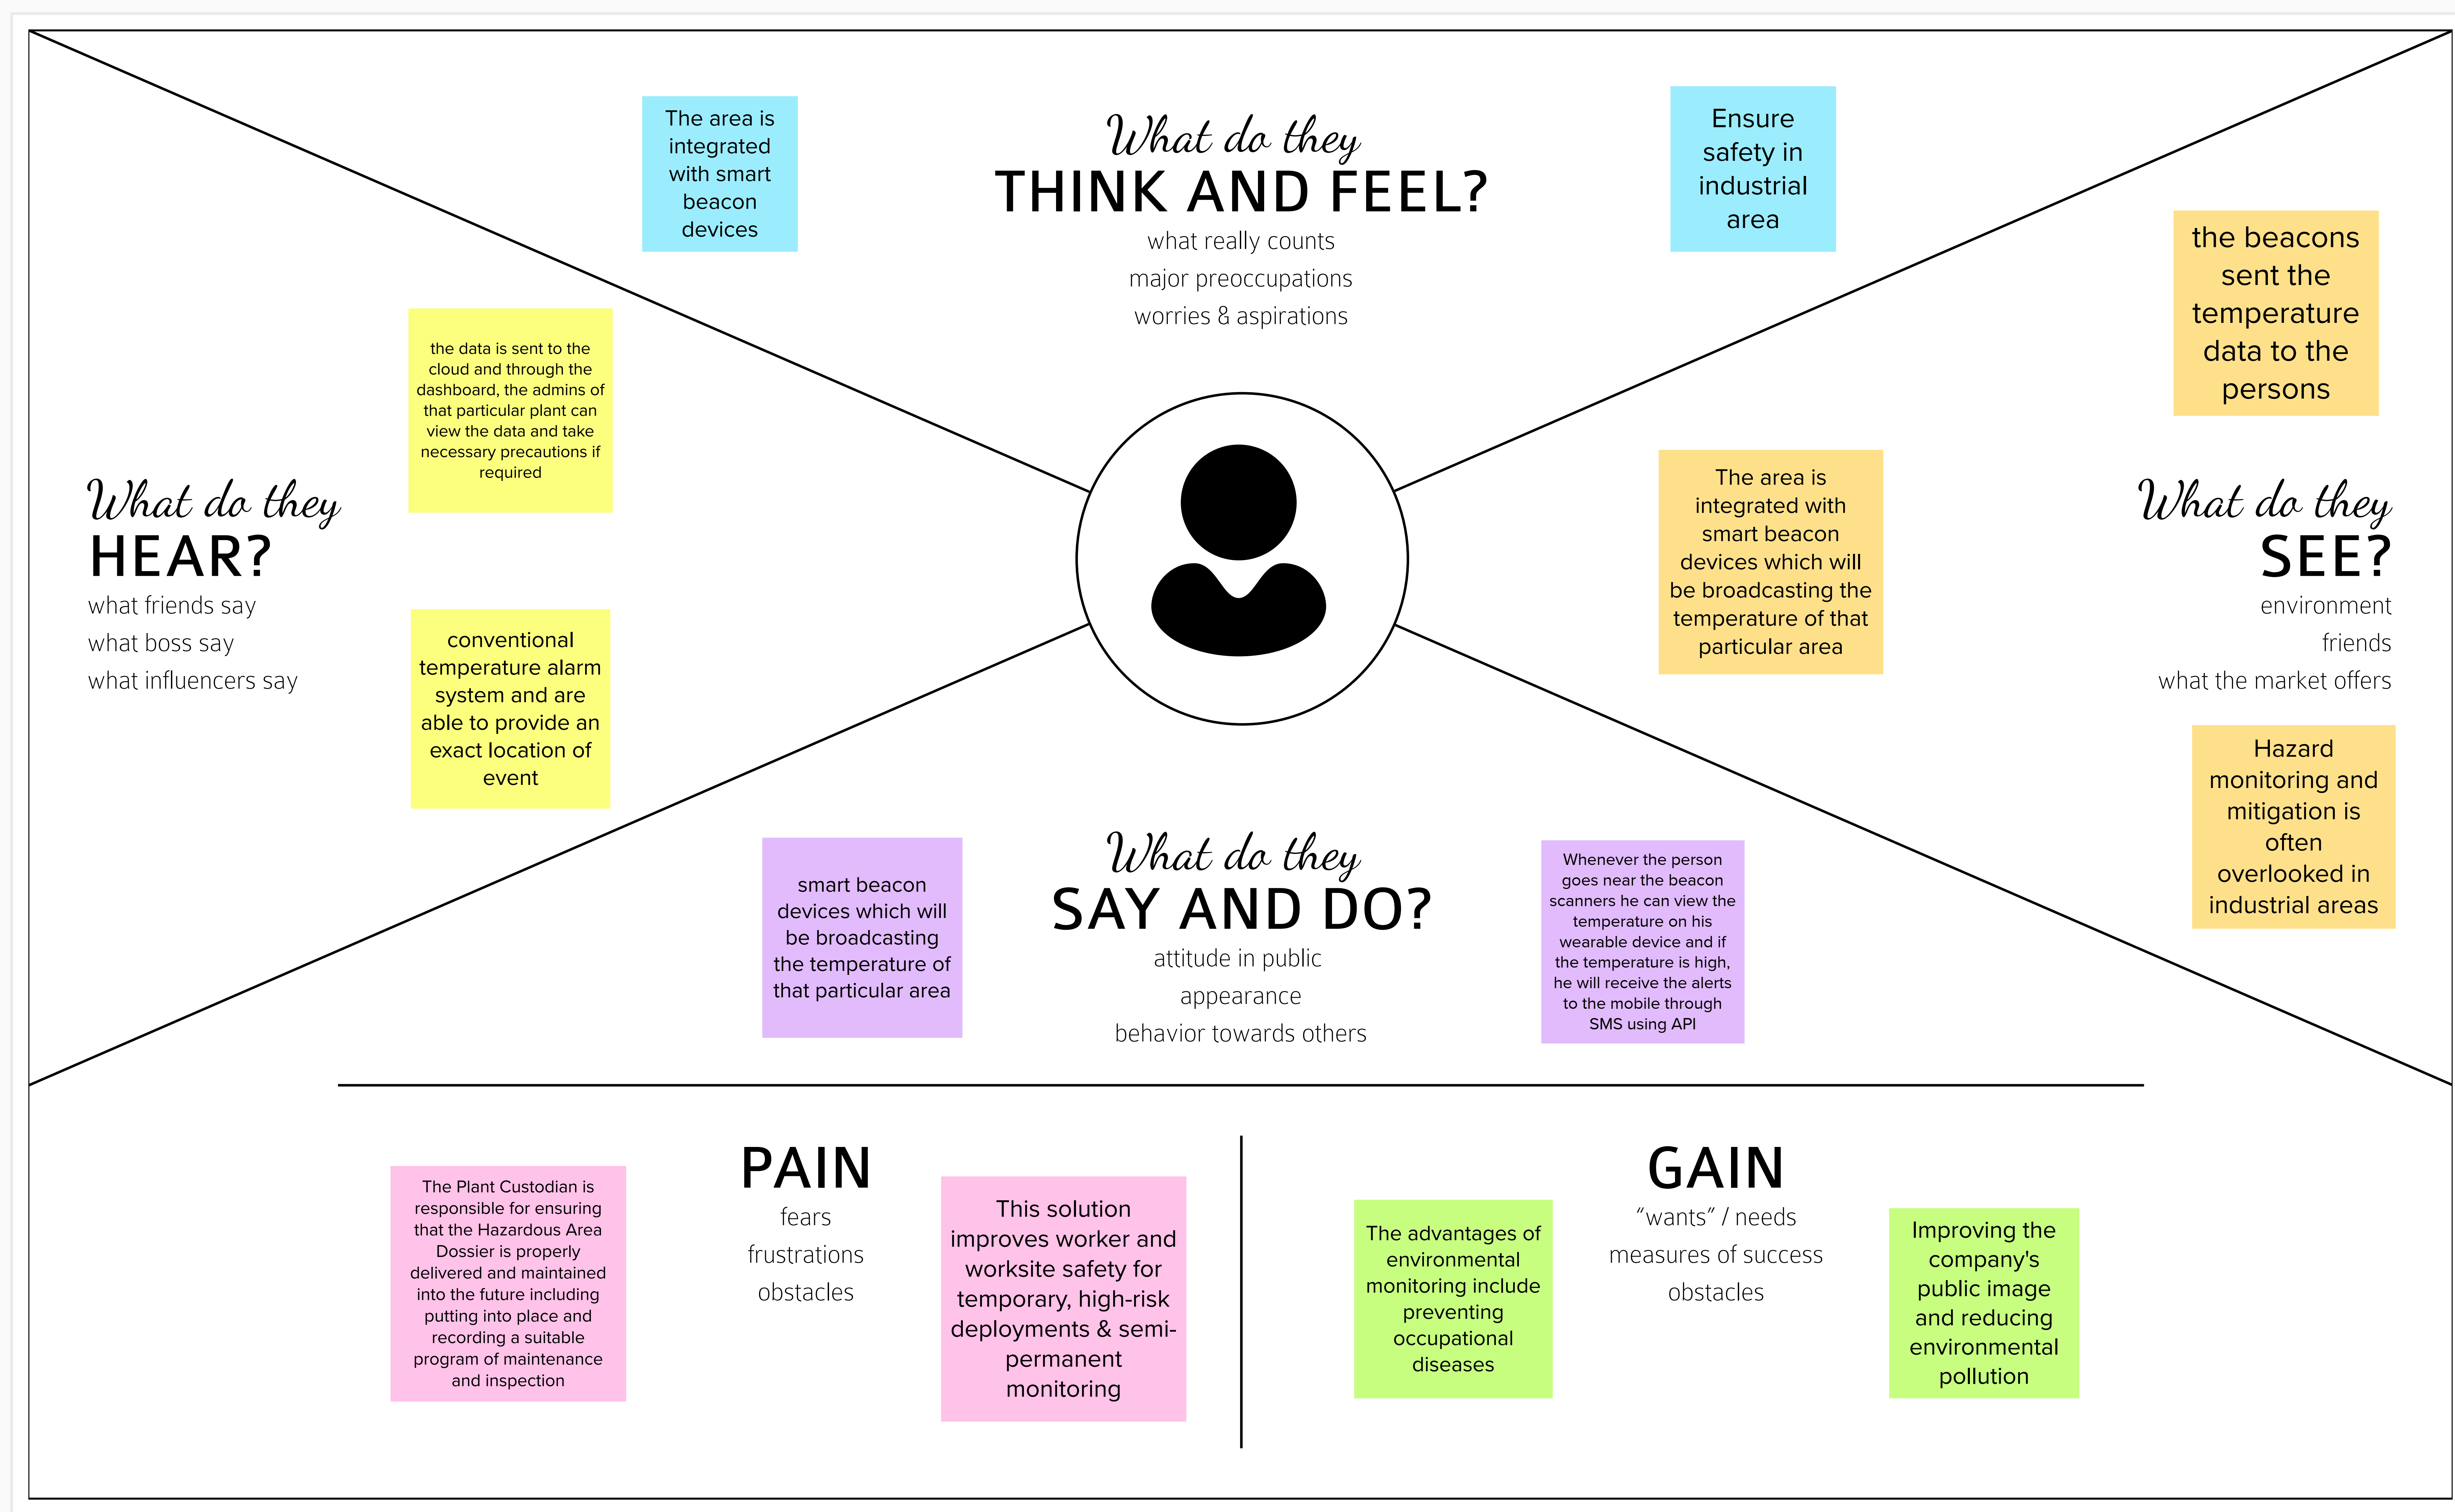 The area is
integrated
with smart
beacon
devices
What do they
THINK AND FEEL?
what really counts
major preoccupations
worries & aspirations
Ensure
safety in
industrial
area
the data is sent to the
cloud and through the
dashboard, the admins of
that particular plant can
view the data and take
necessary precautions if
required
What do they
HEAR?
what friends say
what boss say
what influencers say
conventional
temperature alarm
system and are
able to provide an
exact location of
event
the beacons
sent the
temperature
data to the
persons
The area is
integrated with
smart beacon
devices which will
be broadcasting the
temperature of that
particular area
What do they
SEE?
environment
friends
what the market offers
Hazard
monitoring and
mitigation is
often
overlooked in
industrial areas
smart beacon
devices which will
be broadcasting
the temperature of
that particular area
What do they
SAY AND DO?
attitude in public
appearance
behavior towards others
Whenever the person
goes near the beacon
scanners he can view the
temperature on his
wearable device and if
the temperature is high,
he will receive the alerts
to the mobile through
SMS using API
The Plant Custodian is
responsible for ensuring
that the Hazardous Area
Dossier is properly
delivered and maintained
into the future including
putting into place and
recording a suitable
program of maintenance
and inspection
PAIN
fears
frustrations
obstacles
This solution
improves worker and
worksite safety for
temporary, high-risk
deployments & semi-
permanent
monitoring
The advantages of
environmental
monitoring include
preventing
occupational
diseases
GAIN
“wants” / needs
measures of success
obstacles
Improving the
company's
public image
and reducing
environmental
pollution